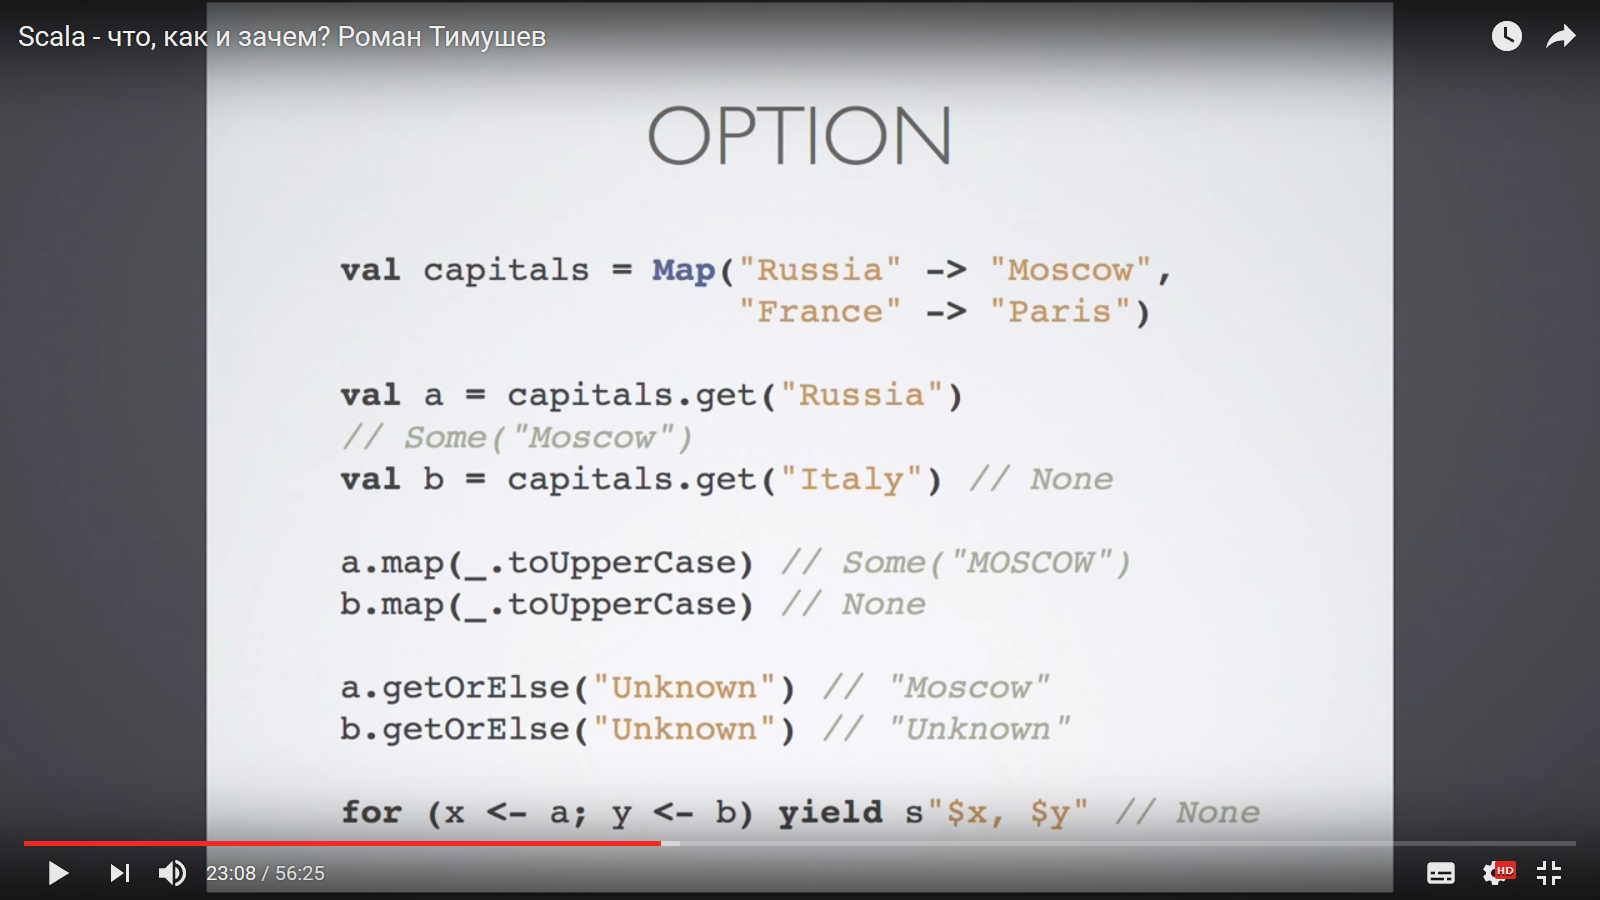 Scala - что, как и зачем? Роман Тимушев
OPTION
val capitals = Map("Russia" -> "Moscow",
"France" -> "Paris")
val a = capitals.get("Russia")
// Some("Moscow")
val b = capitals.get("Italy") // None
a.map(_.toUpperCase) // Some("MOSCOW")
b.map(_.toUpperCase) // None
a.getOrElse("Unknown") // "Moscow"
b.getOrElse("Unknown") // "Unknown"
for (x <- a; y <- b) yield s"$x, $y" // None
23:08 / 56:25
HD